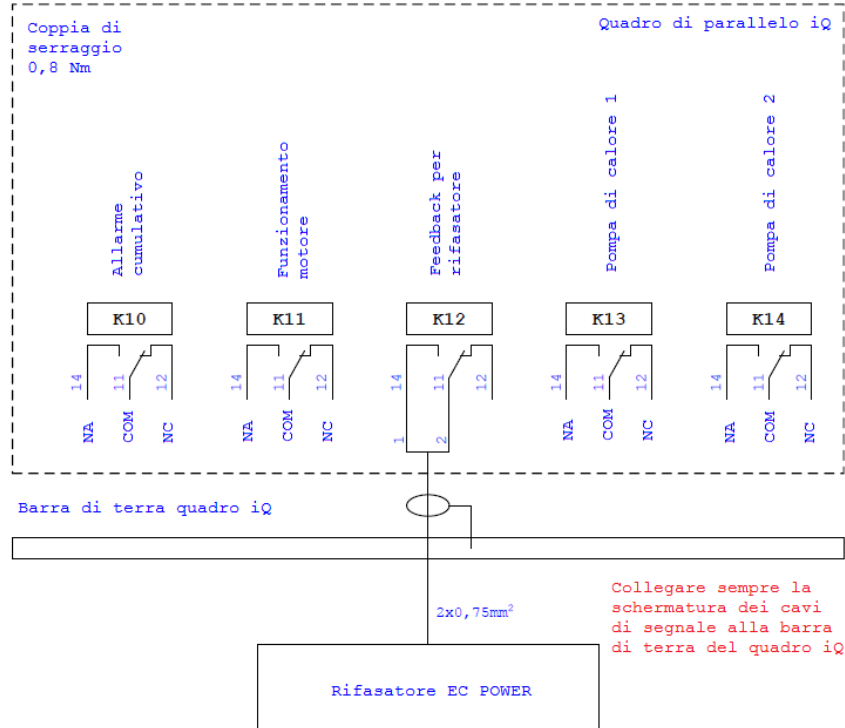 Coppia di
serraggio
0,8 Nm
Quadro di parallelo iQ
Allarme
cumulativo
Funzionamento
motore
Feedback per
rifasatore
Pompa di calore 1
Pompa di calore 2
K10
K11
K12
K13
K14
14 11 12
14 11 12
14 11 12
14 11 12
14 11 12
NA COM NC
NA COM NC
1 2
NA COM NC
NA COM NC
Barra di terra quadro iQ
2x0,75mm²
Collegare sempre la
schermatura dei cavi
di segnale alla barra
di terra del quadro iQ
Rifasatore EC POWER